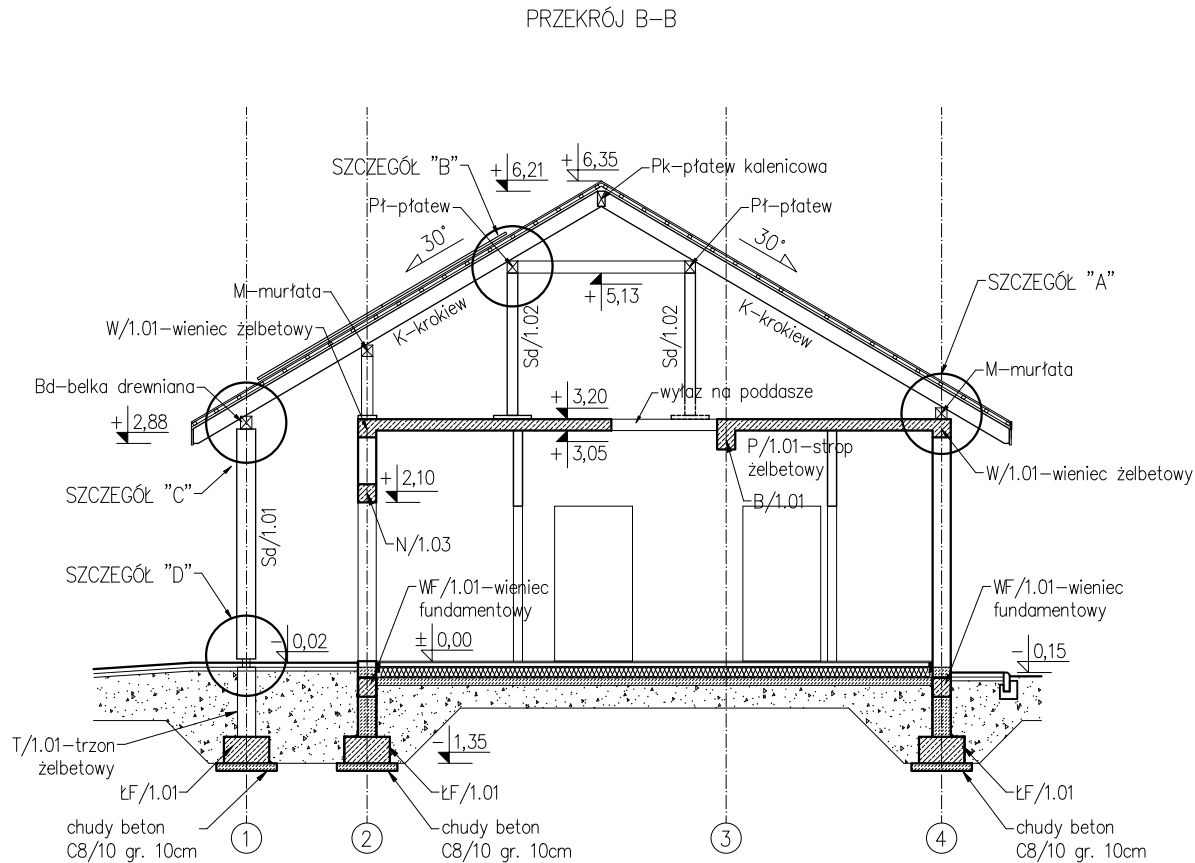 PRZEKRÓJ B-B
SZCZEGÓŁ "B"
+ 6,21
+ 6,35
Pk-płatew kalenicowa
Pł-płatew
Pł-płatew
30°
30°
SZCZEGÓŁ "A"
M-murłata
+ 5,13
K-krokiew
K-krokiew
W/1.01-wieniec żelbetowy
Sd/1.02
Sd/1.02
Bd-belka drewniana
M-murłata
wyłaz na poddasze
+ 2,88
+ 3,20
+ 3,05
P/1.01-strop
żelbetowy
W/1.01-wieniec żelbetowy
SZCZEGÓŁ "C"
+ 2,10
B/1.01
Sd/1.01
N/1.03
SZCZEGÓŁ "D"
WF/1.01-wieniec
fundamentowy
WF/1.01-wieniec
fundamentowy
- 0,02
± 0,00
- 0,15
T/1.01-trzon
żelbetowy
- 1,35
ŁF/1.01
ŁF/1.01
ŁF/1.01
chudy beton
C8/10 gr. 10cm
1
2
chudy beton
C8/10 gr. 10cm
3
4
chudy beton
C8/10 gr. 10cm